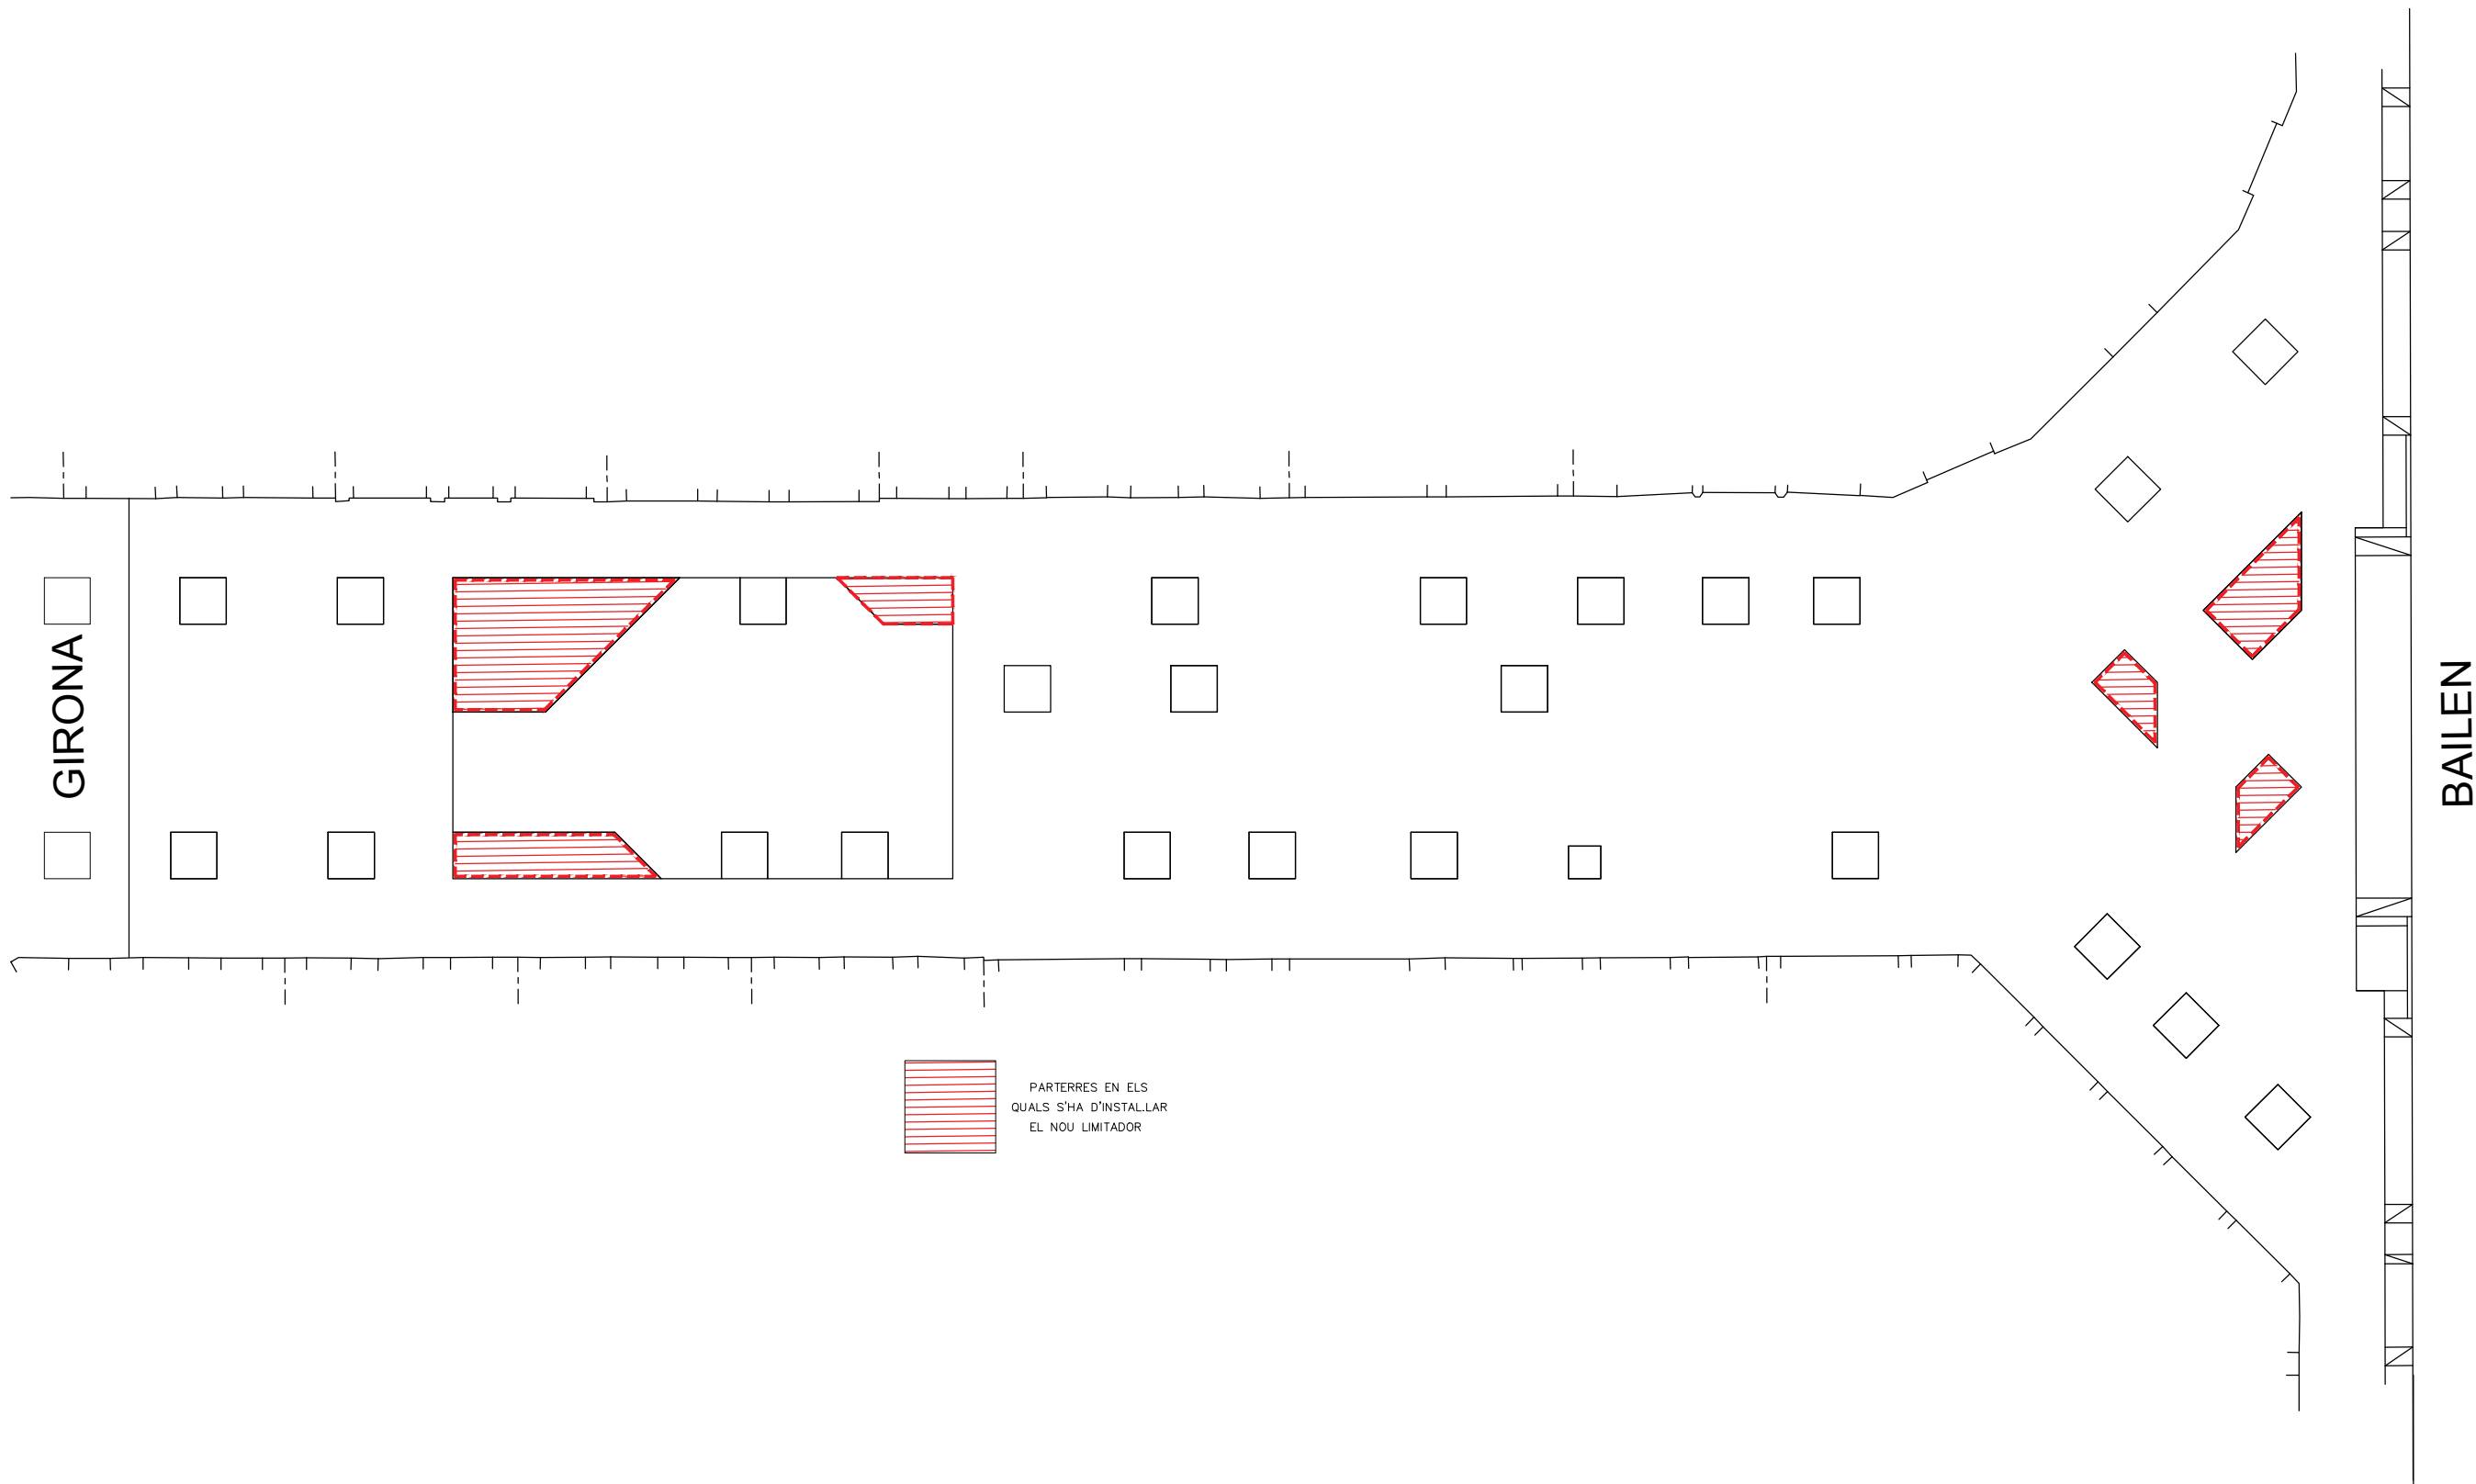 GIRONA
BAILEN
PARTERRES EN ELS
QUALS S'HA D'INSTAL.LAR
EL NOU LIMITADOR